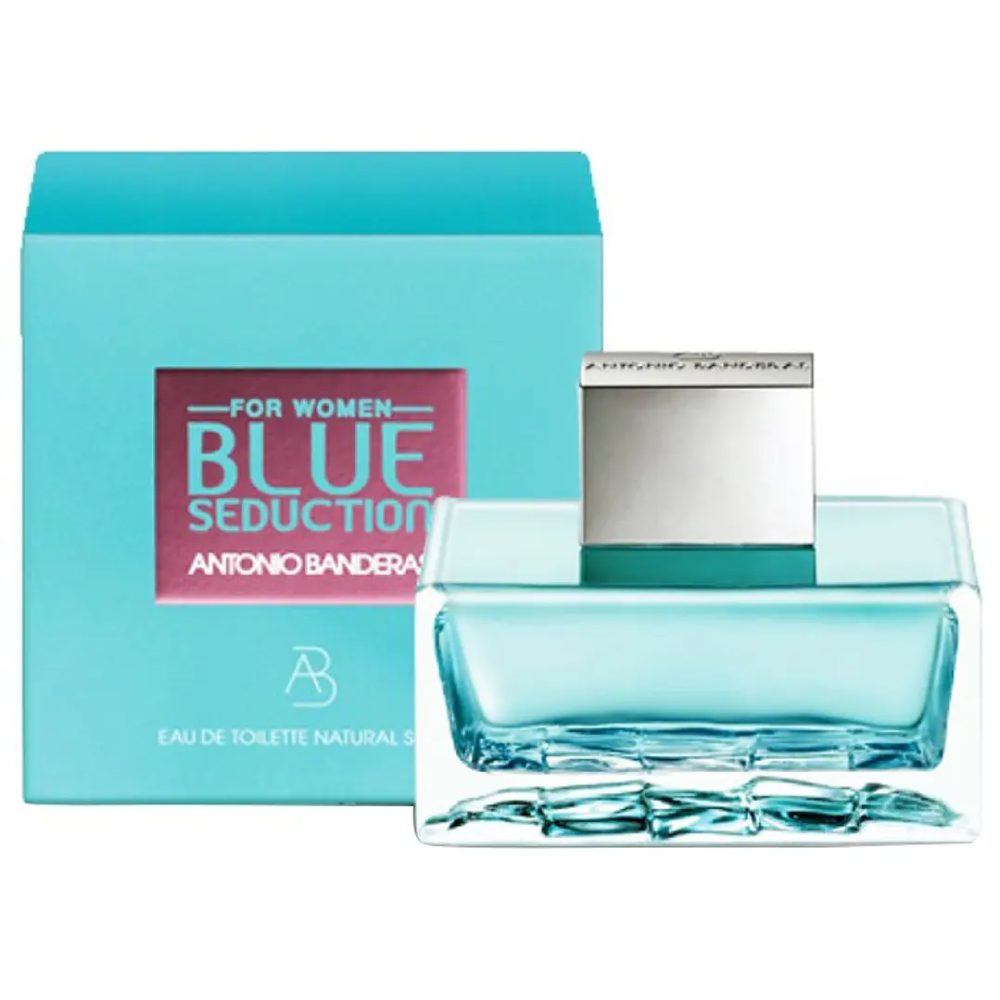 FOR WOMEN
BLUE
SEDUCTION
ANTONIO BANDERAS
AB
EAU DE TOILETTE NATURAL S
ANTONIO BANDERAS